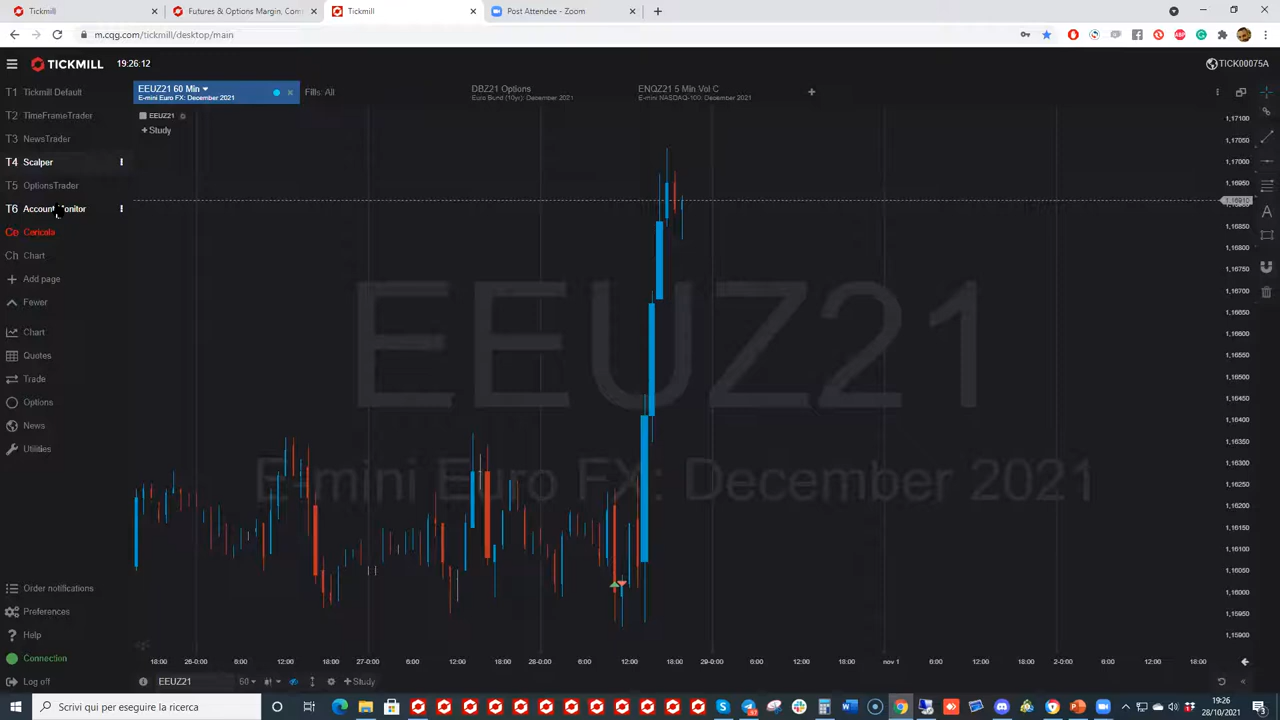 Tickmill
Futures & Options Margin, Com
Tickmill
Post Attendee - Zoom
m.cqg.com/tickmill/desktop/main
19:26:12
TICKMILL
TICK00075A
EEUZ21 60 Min
E-mini Euro FX: December 2021
Fills: All
DBZ21 Options
Euro Bund (10yr): December 2021
ENQZ21 5 Min Vol C
E-mini NASDAQ-100: December 2021
EEUZ21
+ Study
T1 Tickmill Default
T2 TimeFrameTrader
T3 NewsTrader
T4 Scalper
T5 OptionsTrader
T6
Ch Chart
Add page
Fewer
Chart
Quotes
Trade
Options
News
Utilities
Order notifications
Preferences
Help
Connection
Log off
EEUZ21
E-mini Euro FX: December 2021
1,17100
1,17050
1,17000
1,16950
1,16910
1,16850
1,16800
1,16750
1,16700
1,16650
1,16600
1,16550
1,16500
1,16450
1,16400
1,16350
1,16300
1,16250
1,16200
1,16150
1,16100
1,16050
1,16000
1,15950
1,15900
18:00 26-0:00 6:00 12:00 18:00 27-0:00 6:00 12:00 18:00 28-0:00 6:00 12:00 18:00 29-0:00 6:00 12:00 18:00 nov 1 6:00 12:00 18:00 2-0:00 6:00 12:00 18:00
EEUZ21 60 +Study
Scrivi qui per eseguire la ricerca
19:26
28/10/2021